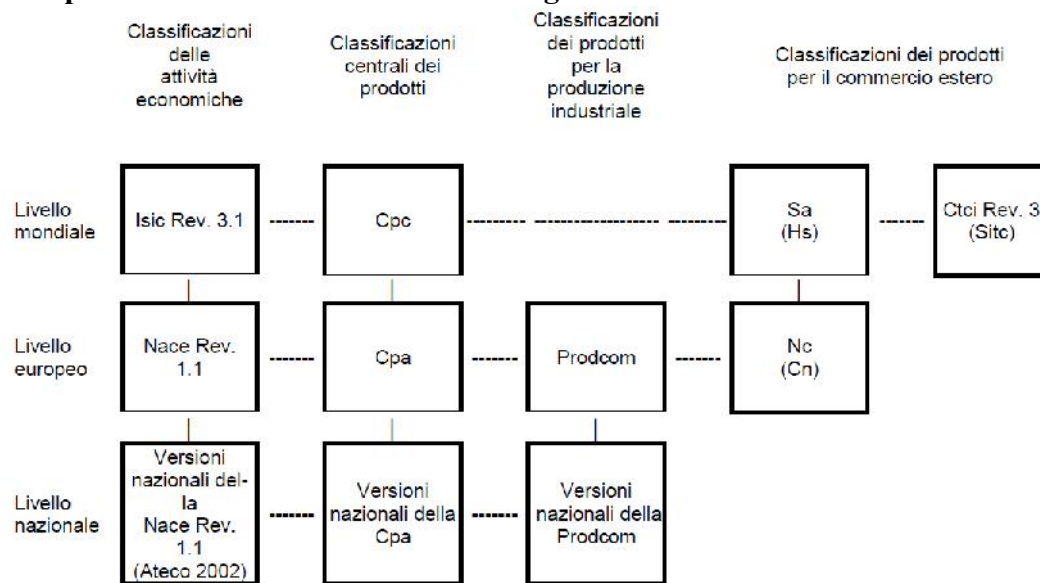 Classificazioni
delle
attività
economiche
Classificazioni
centrali dei
prodotti
Classificazioni
dei prodotti
per la
produzione
industriale
Classificazioni dei prodotti
per il commercio estero
Livello
mondiale
Isic Rev. 3.1
Cpc
Sa
(Hs)
Ctci Rev. 3
(Sitc)
Livello
europeo
Nace Rev.
1.1
Cpa
Prodcom
Nc
(Cn)
Livello
nazionale
Versioni
nazionali del-
la
Nace Rev.
1.1
(Ateco 2002)
Versioni
nazionali della
Cpa
Versioni
nazionali della
Prodcom